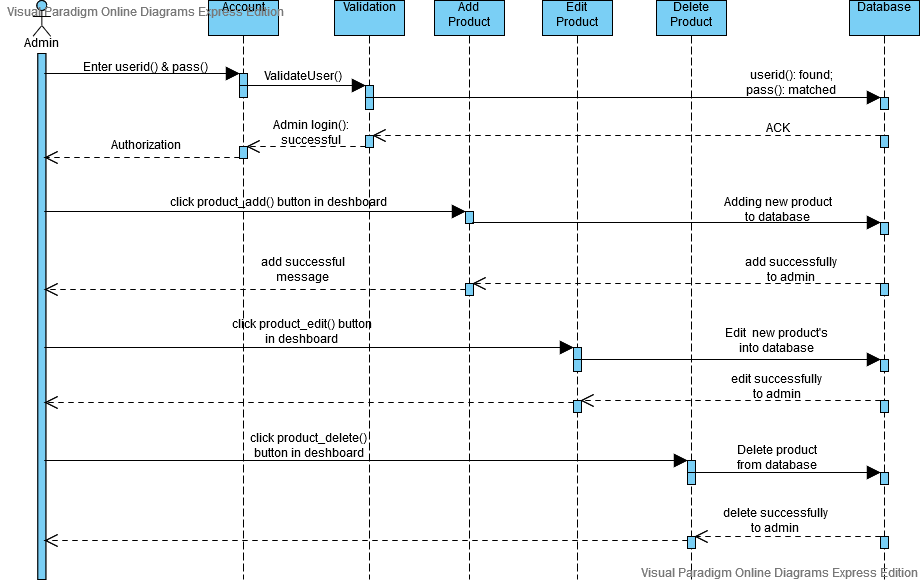 Visual Paradigm Online Diagrams Express Edition
Account
Validation
Add
Product
Edit
Product
Delete
Product
Database
Admin
Enter userid() & pass()
ValidateUser()
userid(): found;
pass(): matched
Admin login():
successful
ACK
Authorization
click product_add() button in deshboard
Adding new product
to database
add successful
message
add successfully
to admin
click product_edit() button
in deshboard
Edit new product's
into database
edit successfully
to admin
click product_delete()
button in deshboard
Delete product
from database
delete successfully
to admin
Visual Paradigm Online Diagrams Express Edition